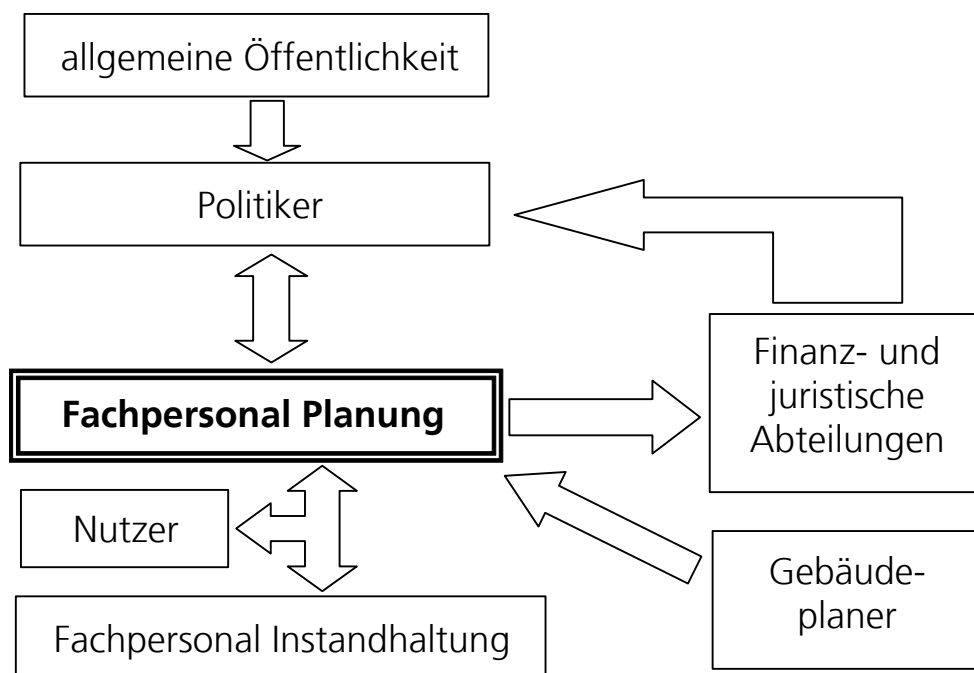 allgemeine Öffentlichkeit
Politiker
Fachpersonal Planung
Finanz- und
juristische
Abteilungen
Nutzer
Gebäude-
planer
Fachpersonal Instandhaltung